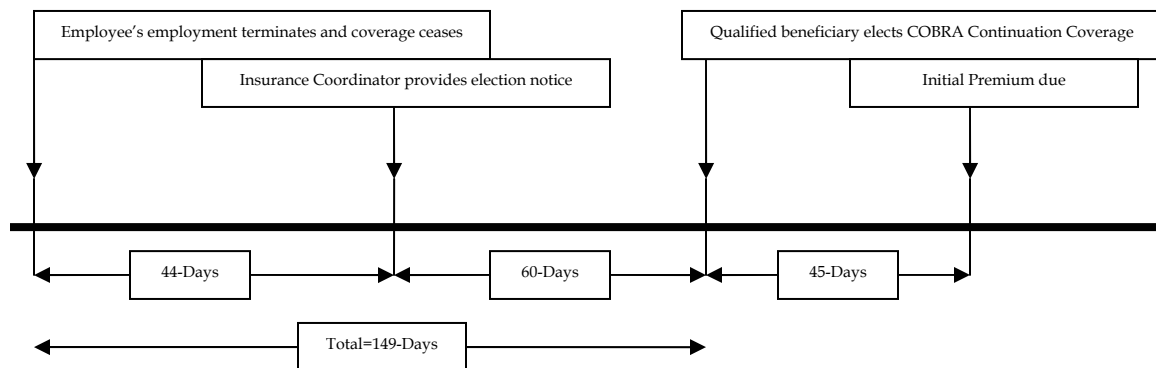 Employee’s employment terminates and coverage ceases
Insurance Coordinator provides election notice
Qualified beneficiary elects COBRA Continuation Coverage
Initial Premium due
44-Days
60-Days
45-Days
Total=149-Days